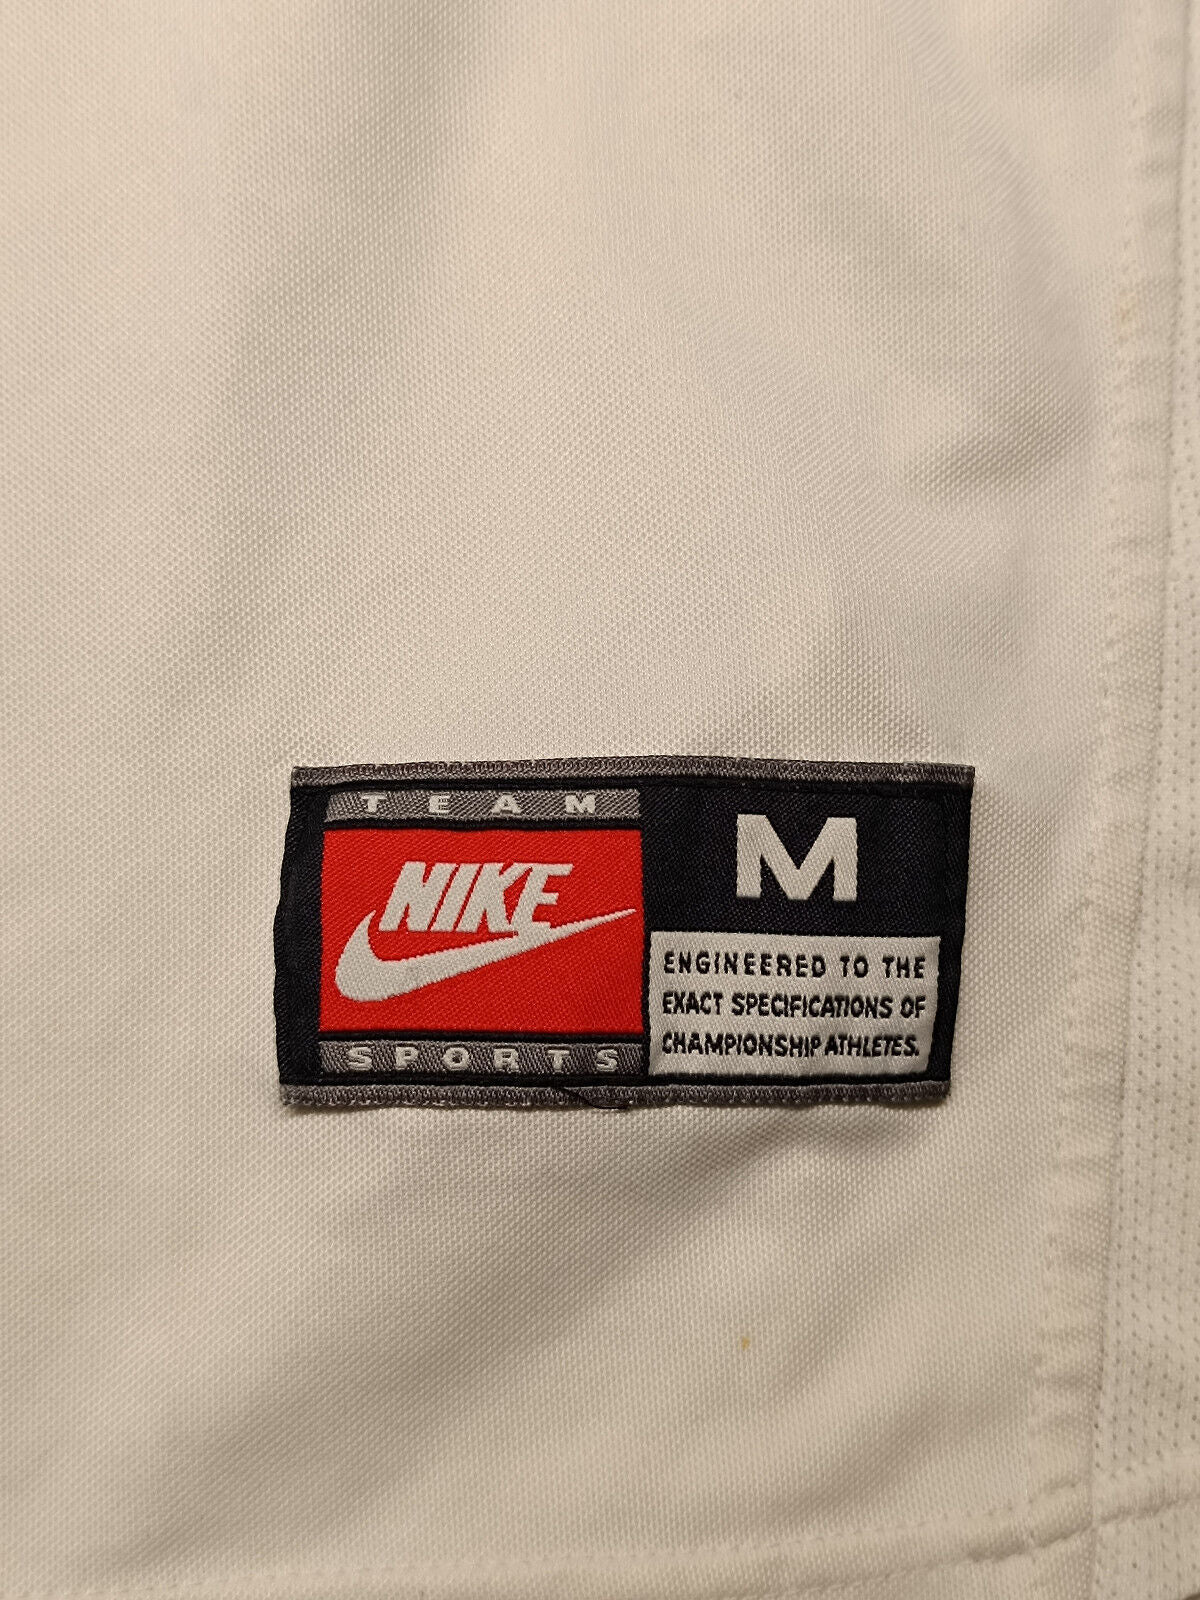 TEAM
NIKE
SPORTS
M
ENGINEERED TO THE
EXACT SPECIFICATIONS OF
CHAMPIONSHIP ATHLETES.